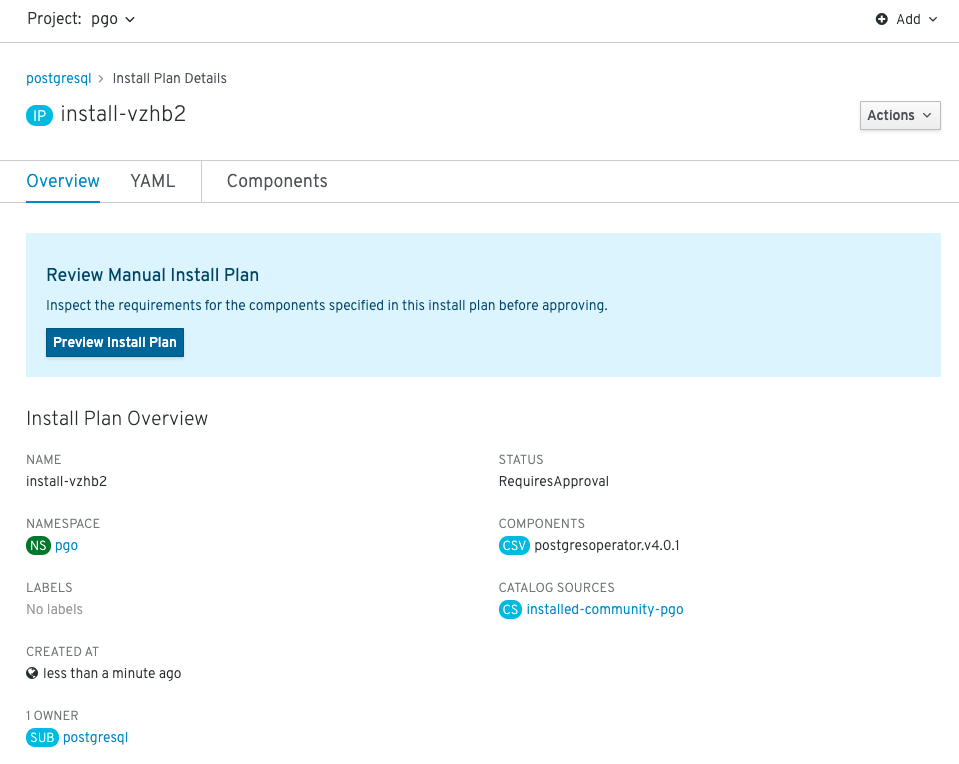 Project: pgo
Add
postgresql > Install Plan Details
IP install-vzhb2
Actions
Overview YAML Components
Review Manual Install Plan
Inspect the requirements for the components specified in this install plan before approving.
Preview Install Plan
Install Plan Overview
NAME
install-vzhb2
NAMESPACE
NS pgo
LABELS
No labels
CREATED AT
less than a minute ago
1 OWNER
SUB postgresql
STATUS
RequiresApproval
COMPONENTS
CSV postgresoperator.v4.0.1
CATALOG SOURCES
CS installed-community-pgo